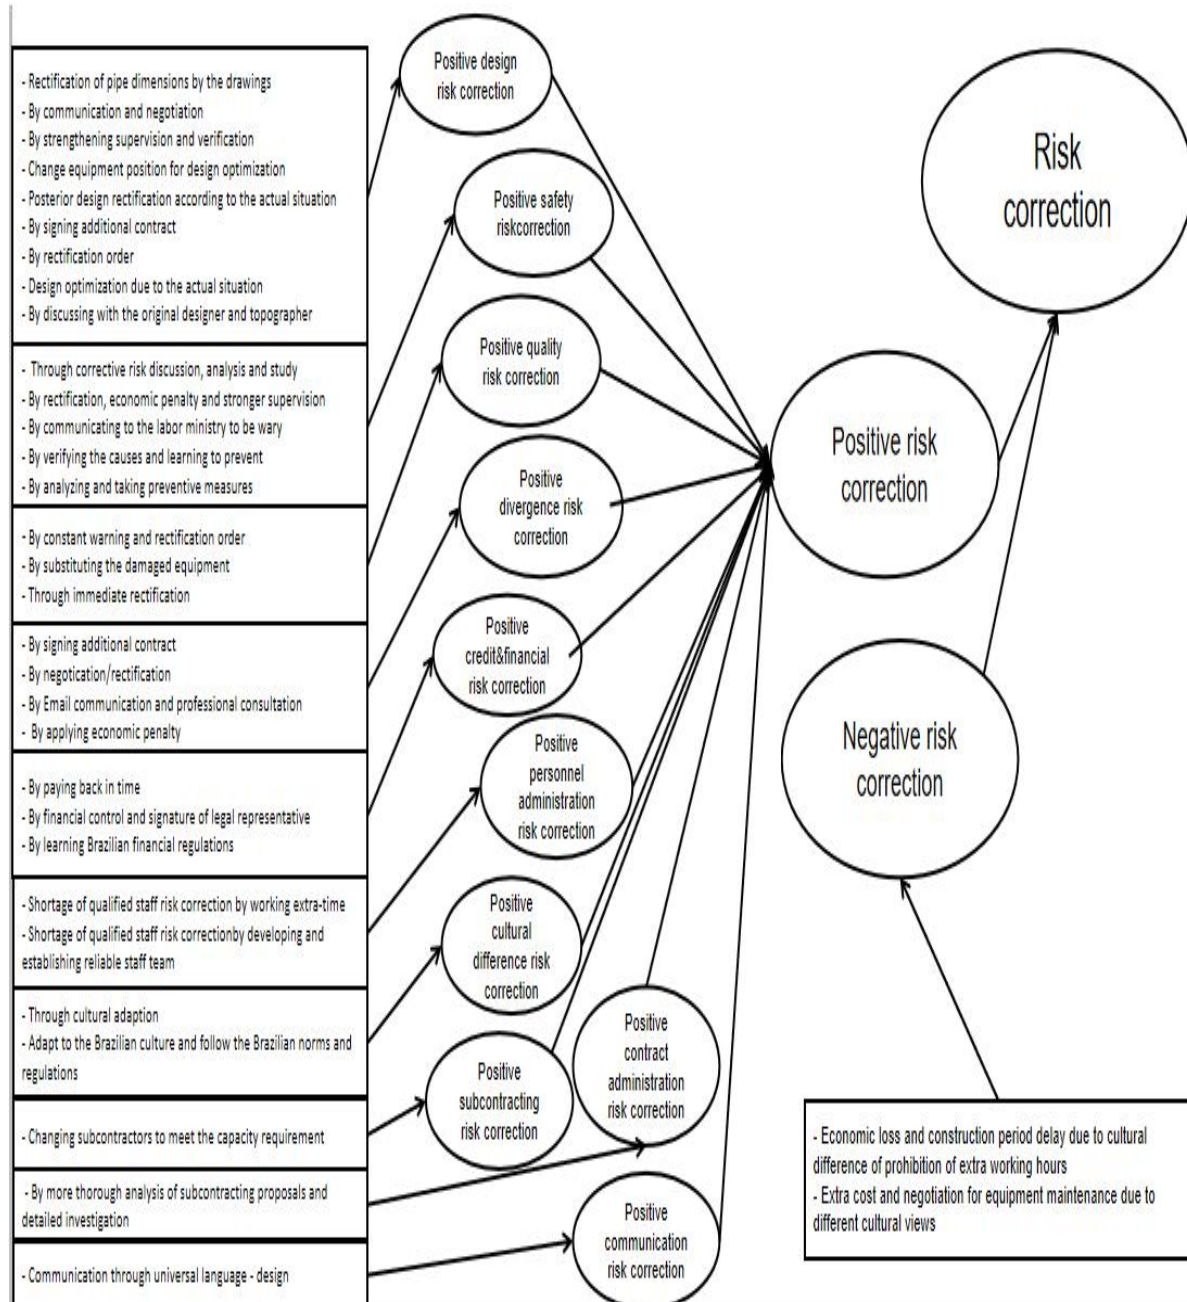 - Rectification of pipe dimensions by the drawings
- By communication and negotiation
- By strengthening supervision and verification
- Change equipment position for design optimization
- Posterior design rectification according to the actual situation
- By signing additional contract
- By rectification order
- Design optimization due to the actual situation
- By discussing with the original designer and topographer
- Through corrective risk discussion, analysis and study
- By rectification, economic penalty and stronger supervision
- By communicating to the labor ministry to be wary
- By verifying the causes and learning to prevent
- By analyzing and taking preventive measures
- By constant warning and rectification order
- By substituting the damaged equipment
- Through immediate rectification
- By signing additional contract
- By negotication/rectification
- By Email communication and professional consultation
- By applying economic penalty
- By paying back in time
- By financial control and signature of legal representative
- By learning Brazilian financial regulations
- Shortage of qualified staff risk correction by working extra-time
- Shortage of qualified staff risk correctionby developing and
establishing reliable staff team
- Through cultural adaption
- Adapt to the Brazilian culture and follow the Brazilian norms and
regulations
- Changing subcontractors to meet the capacity requirement
- By more thorough analysis of subcontracting proposals and
detailed investigation
- Communication through universal language - design
Positive design
risk correction
Positive safety
riskcorrection
Positive quality
risk correction
Positive
divergence risk
correction
Positive
credit&financial
risk correction
Positive
personnel
administration
risk correction
Positive
cultural
difference risk
correction
Positive
subcontracting
risk correction
Positive
contract
administration
risk correction
Positive
communication
risk correction
Positive risk
correction
Risk
correction
Negative risk
correction
- Economic loss and construction period delay due to cultural
difference of prohibition of extra working hours
- Extra cost and negotiation for equipment maintenance due to
different cultural views